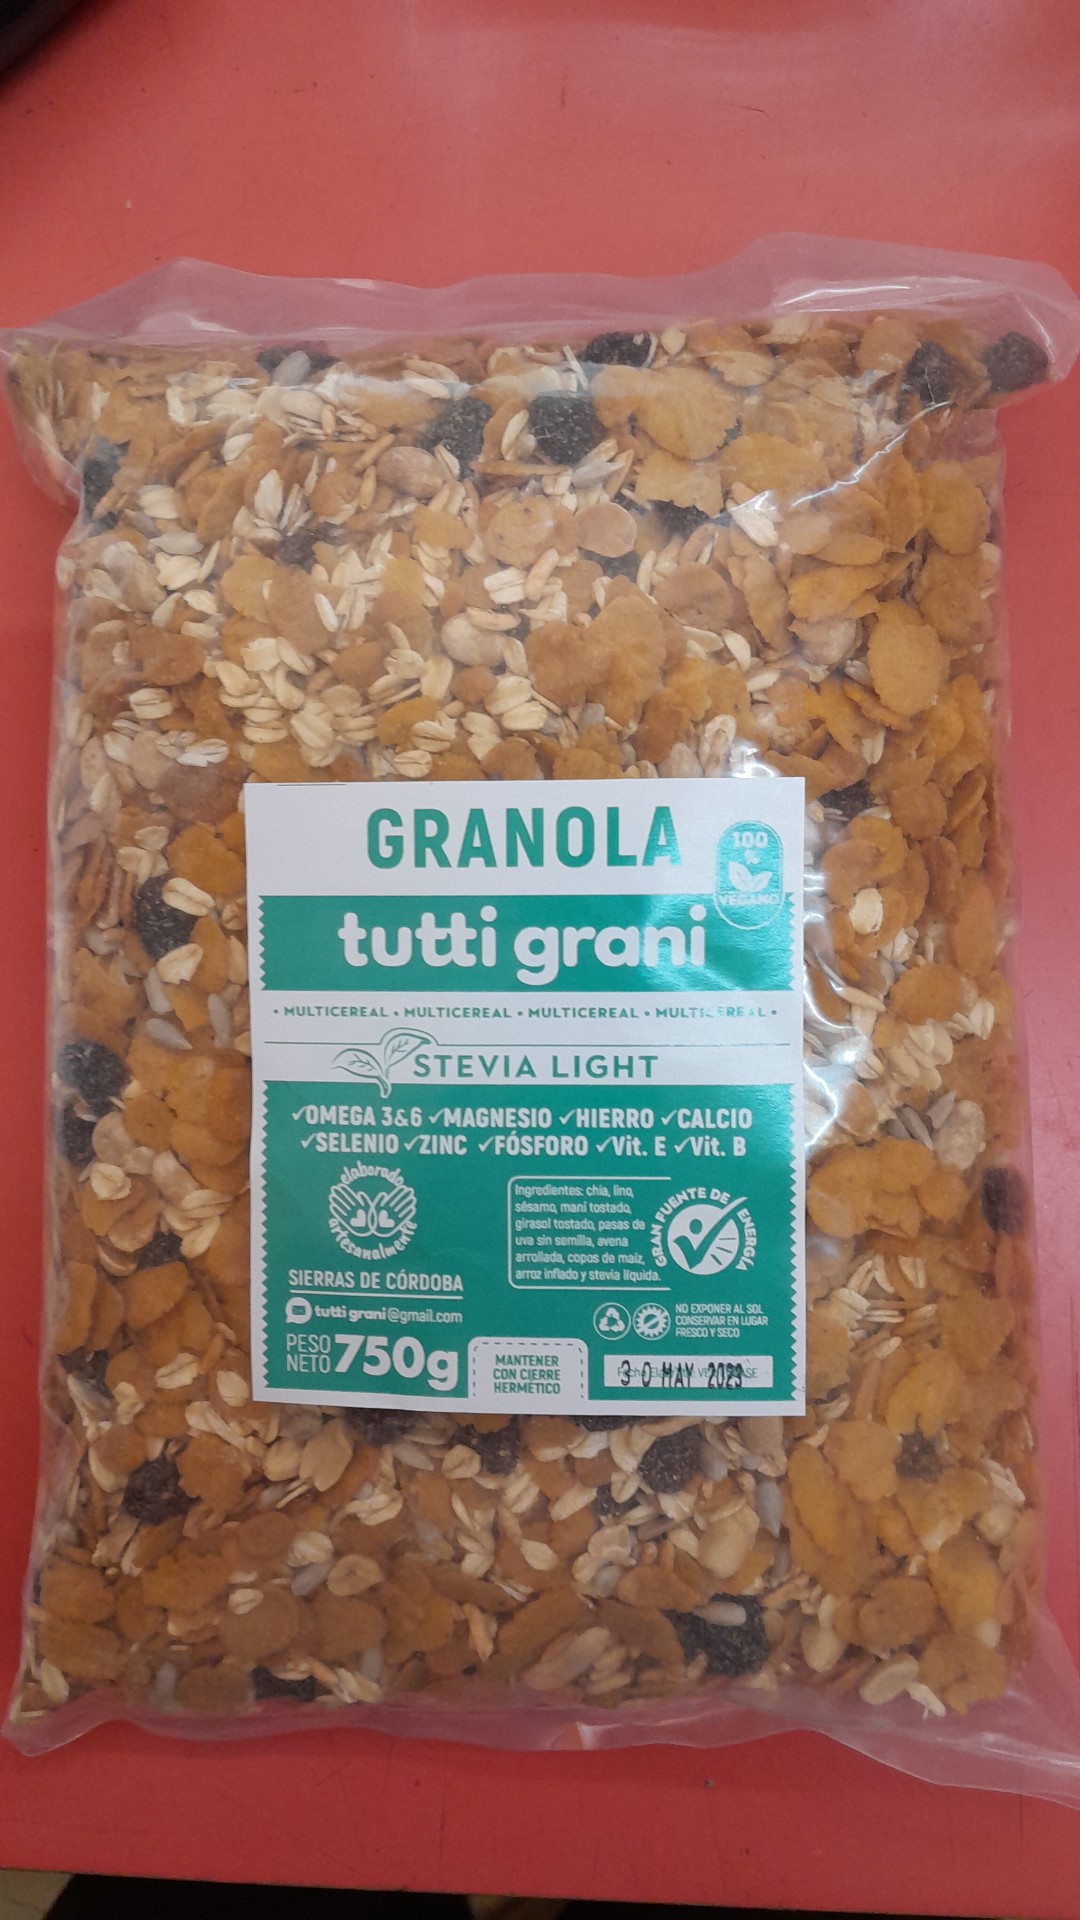 GRANOLA
100
%
VEGANO
tutti grani
• MULTICEREAL • MULTICEREAL • MULTICEREAL • MULTICEREAL •
STEVIA LIGHT
✓OMEGA 3&6 ✓MAGNESIO ✓HIERRO ✓CALCIO
✓SELENIO ✓ZINC ✓FÓSFORO ✓Vit. E ✓Vit. B
elaborado
artesanalmente
SIERRAS DE CÓRDOBA
tutti grani@gmail.com
PESO
NETO 750g
Ingredientes: chia, lino,
sésamo, maní tostado,
girasol tostado, pasas de
uva sin semilla, avena
arrollada, copos de maíz,
arroz inflado y stevia líquida.
GRAN FUENTE DE ENERGÍA
NO EXPONER AL SOL
CONSERVAR EN LUGAR
FRESCO Y SECO
MANTENER
CON CIERRE
HERMÉTICO
30 MAY 2023